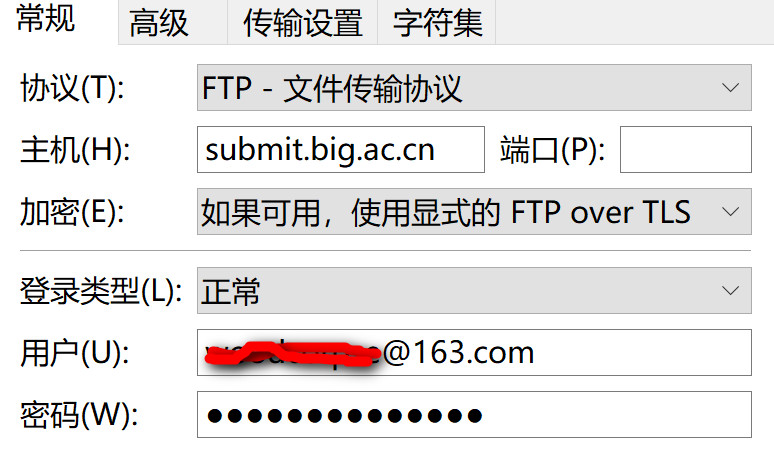 常规 高级 传输设置 字符集
协议(T): FTP - 文件传输协议
主机(H): submit.big.ac.cn 端口(P):
加密(E): 如果可用，使用显式的 FTP over TLS
登录类型(L): 正常
用户(U): @163.com
密码(W): ●●●●●●●●●●●●●●